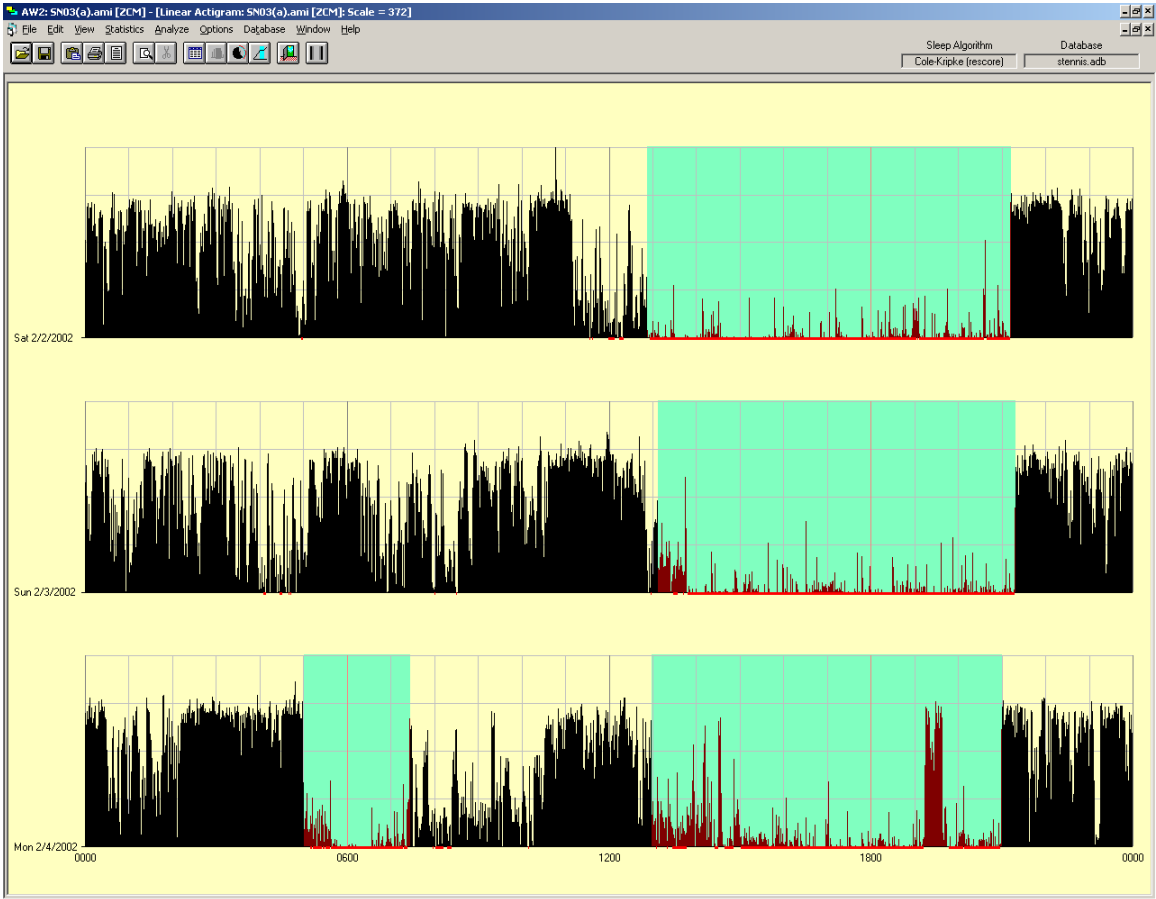 AW2: SN03(a).ami [ZCM] - [Linear Actigram: SN03(a).ami [ZCM]: Scale = 372]
File Edit View Statistics Analyze Options Database Window Help
Sleep Algorithm Database
Cole-Kripke (rescore) stennis.adb
Sat 2/2/2002
Sun 2/3/2002
Mon 2/4/2002
0000 0600 1200 1800 0000